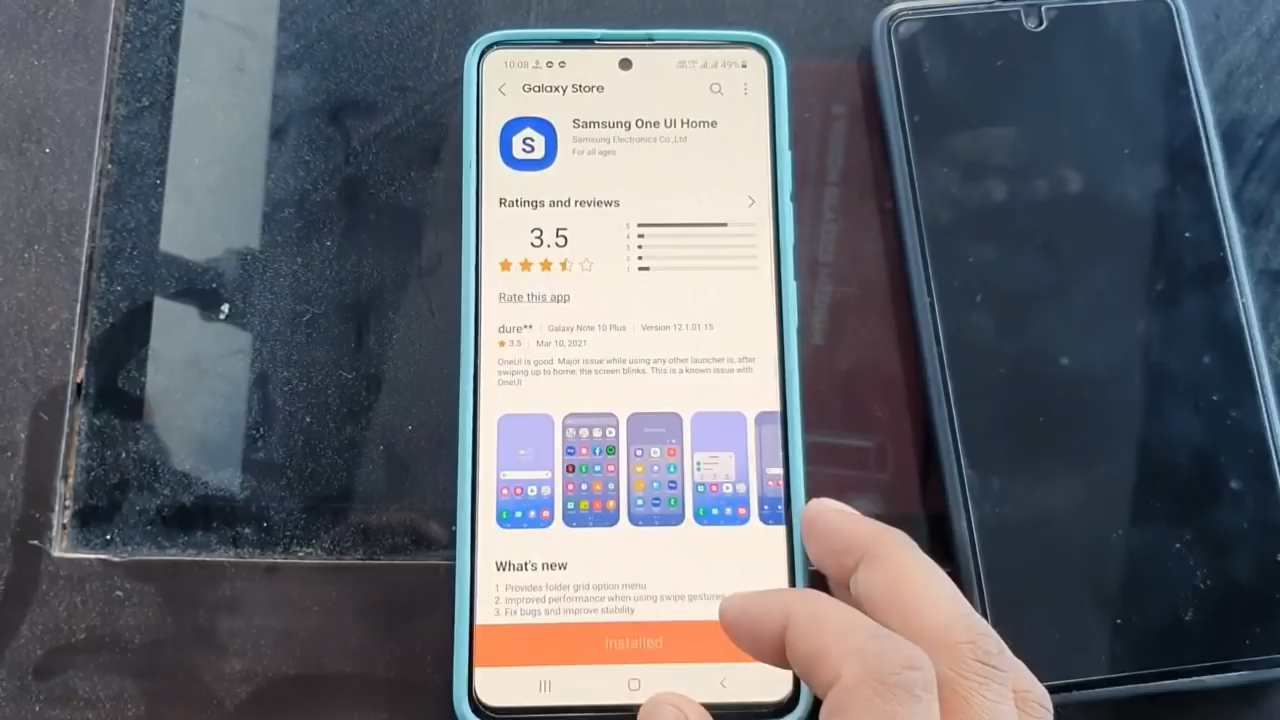 10:08
49%
Galaxy Store
S
Samsung One UI Home
Samsung Electronics Co.,Ltd
For all ages
Ratings and reviews
3.5
5
4
3
2
1
Rate this app
dure** Galaxy Note 10 Plus Version 12.1.01.15
3.5 Mar 10, 2021
OneUI is good. Major issue while using any other launcher is, after
swiping up to home, the screen blinks. This is a known issue with
OneUI
What's new
1. Provides folder grid option menu
2. Improved performance when using swipe gestures
3. Fix bugs and improve stability
Installed